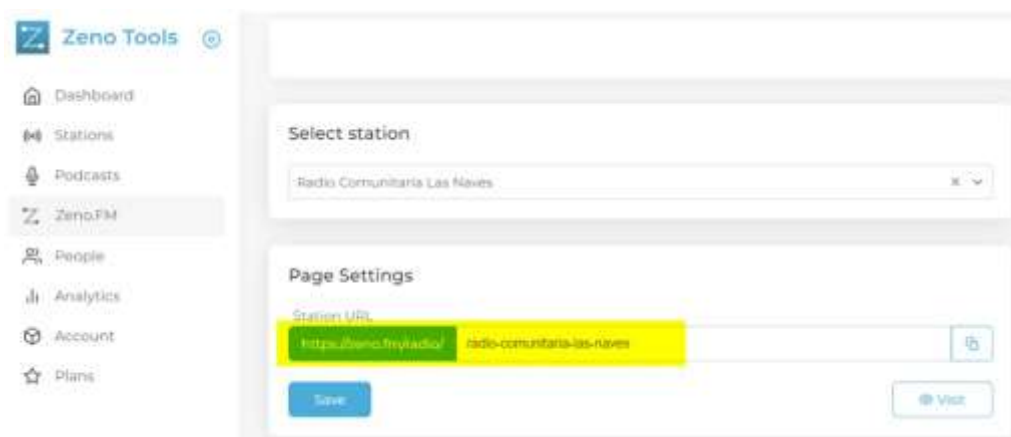 Zeno Tools
Dashboard
Stations
Podcasts
Zeno.FM
People
Analytics
Account
Plans
Select station
Radio Comunitaria Las Naves
Page Settings
Station URL
https://zeno.fm/radio/ radio-comunitaria-las-naves
Save
Visit